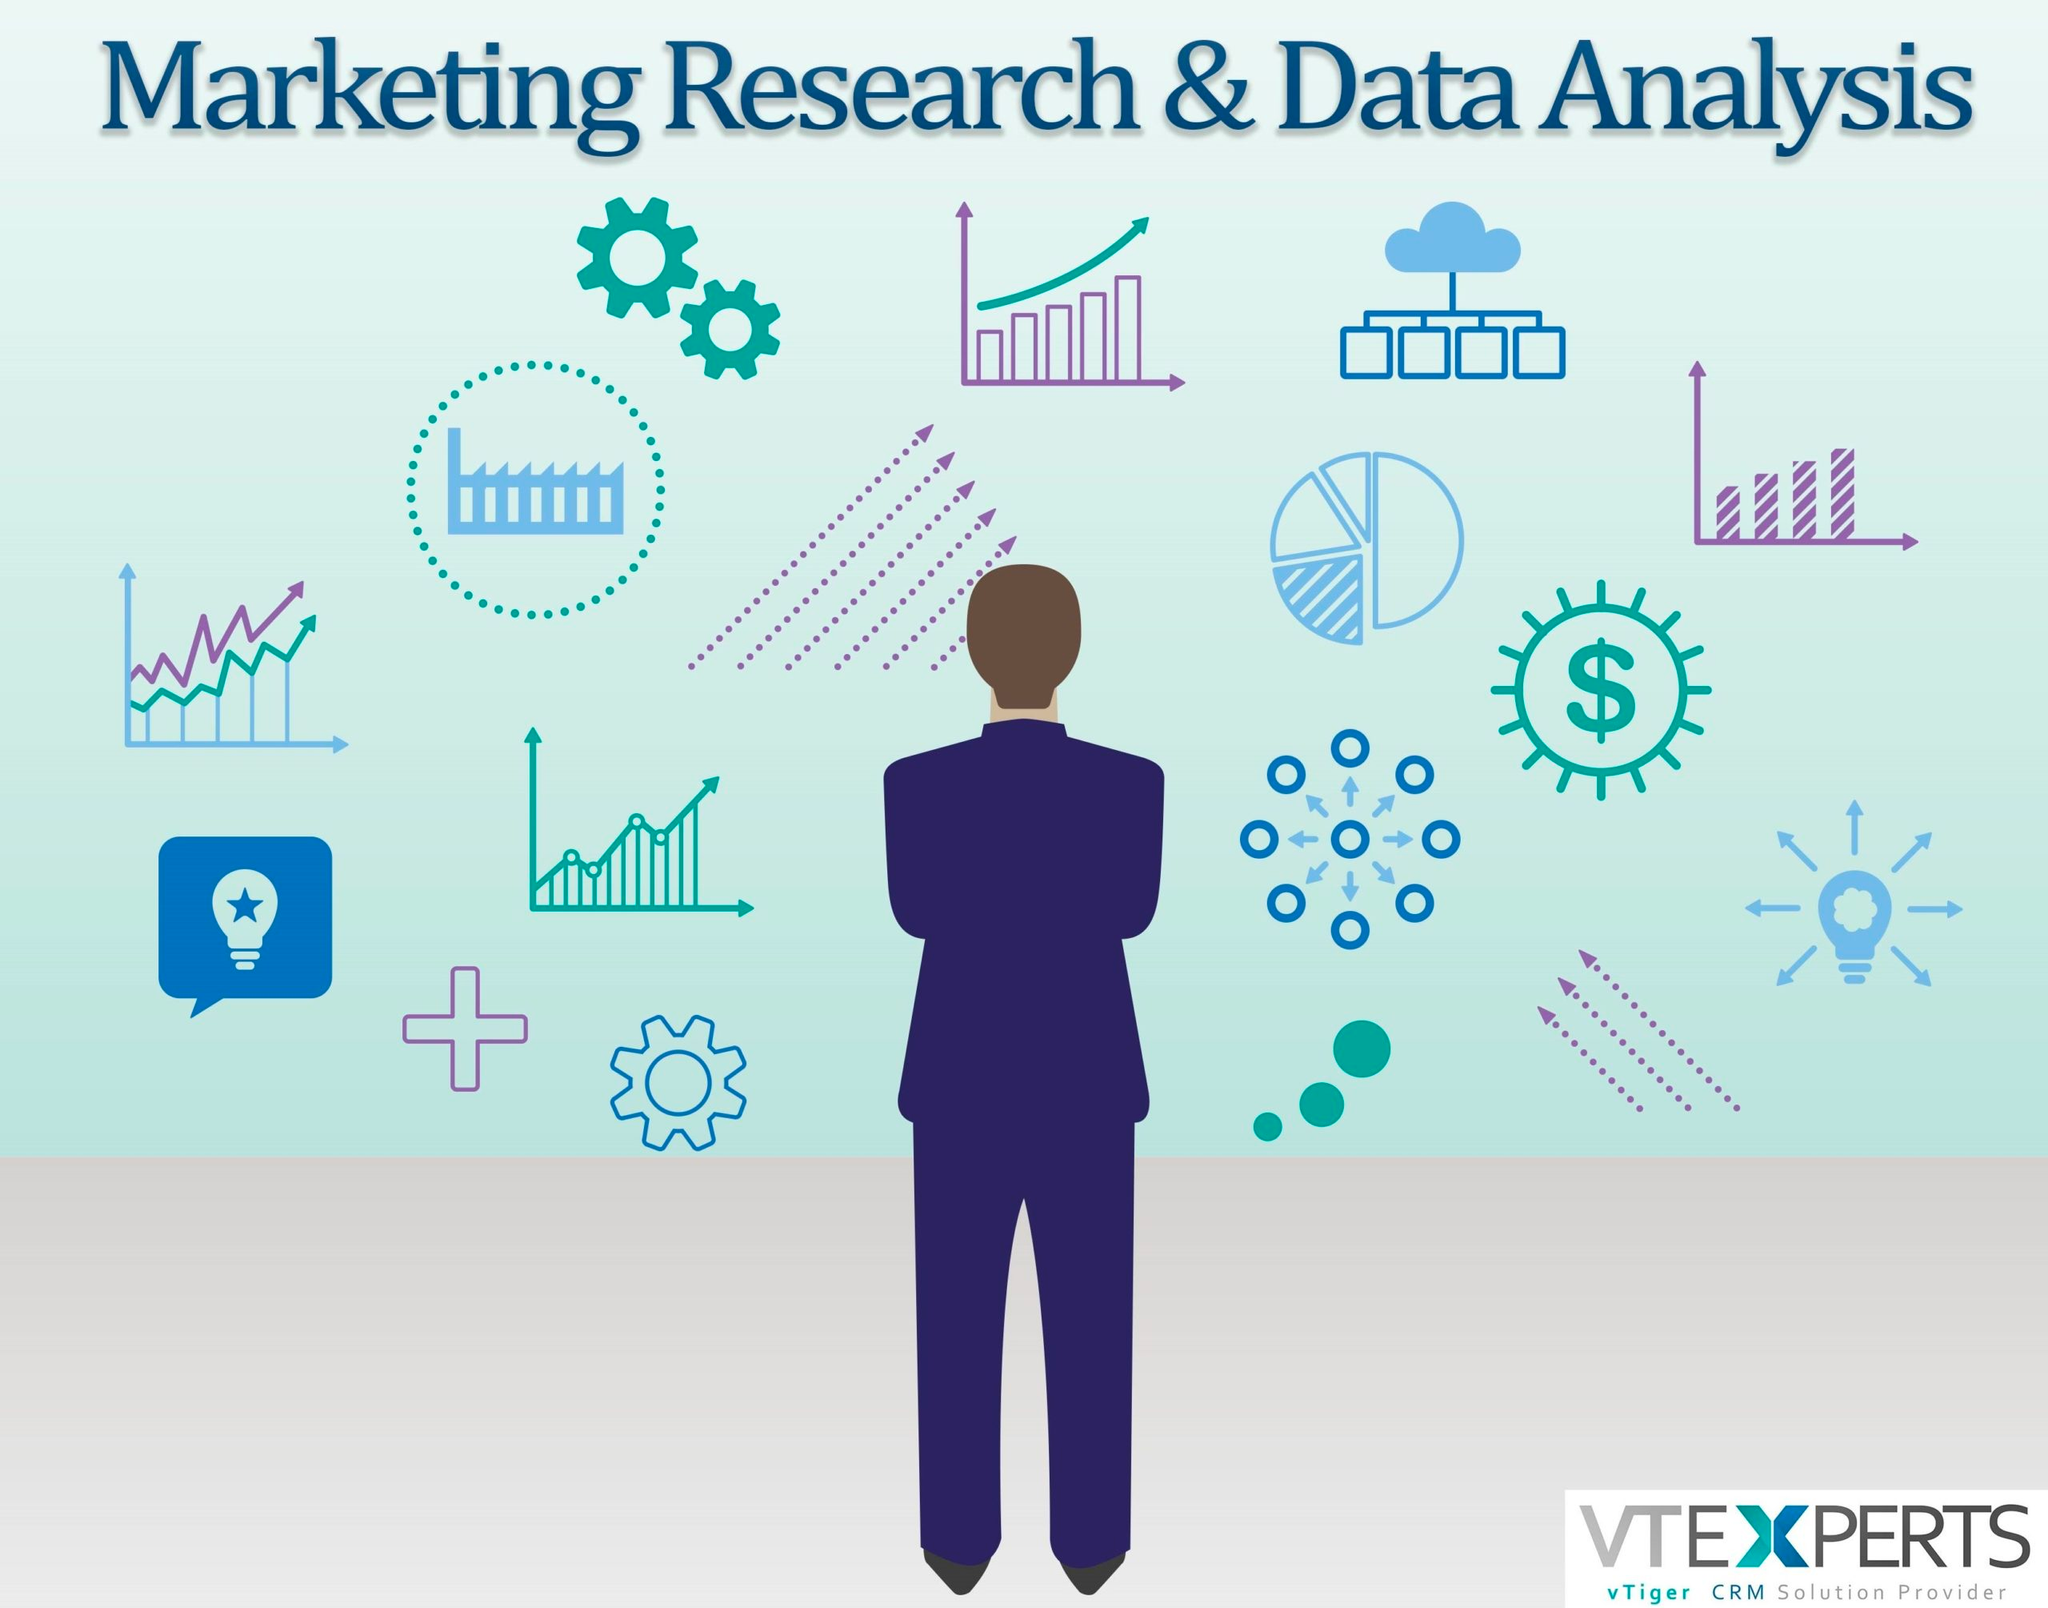 Marketing Research & Data Analysis
$
VTEXPERTS
vTiger CRM Solution Provider